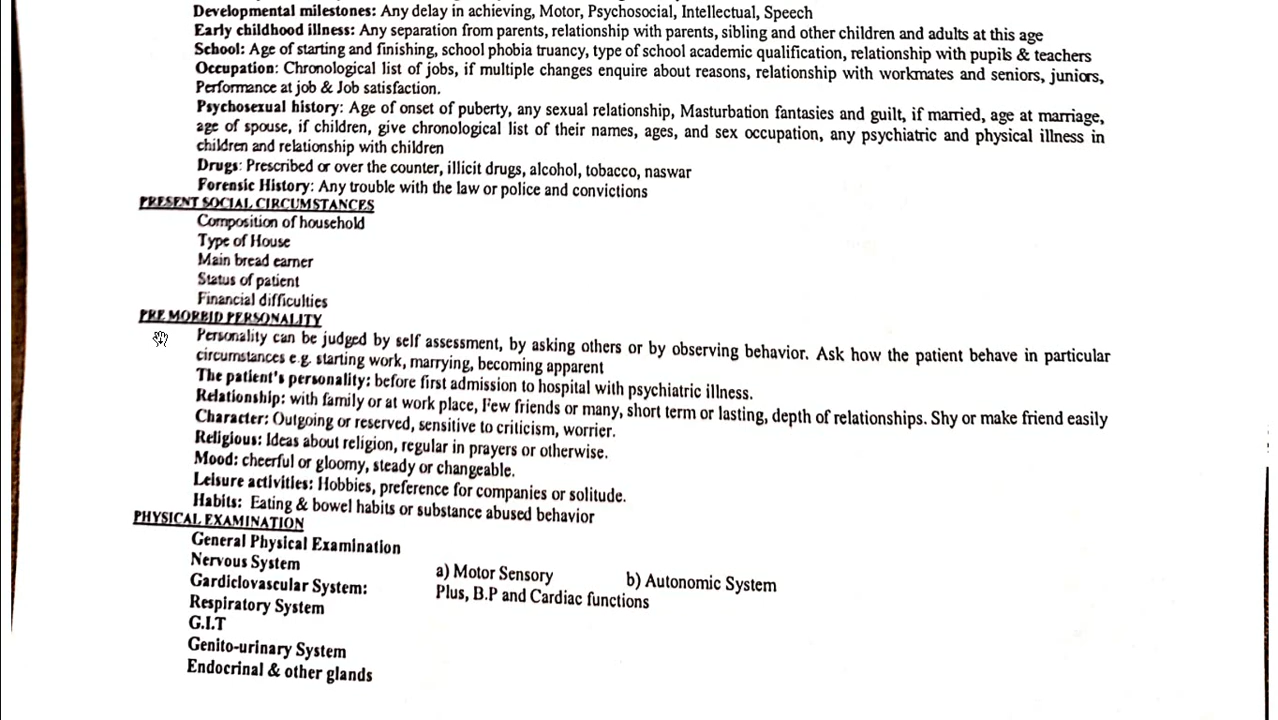 Developmental milestones: Any delay in achieving, Motor, Psychosocial, Intellectual, Speech
Early childhood illness: Any separation from parents, relationship with parents, sibling and other children and adults at this age
School: Age of starting and finishing, school phobia truancy, type of school academic qualification, relationship with pupils & teachers
Occupation: Chronological list of jobs, if multiple changes enquire about reasons, relationship with workmates and seniors, juniors,
Performance at job & Job satisfaction.
Psychosexual history: Age of onset of puberty, any sexual relationship, Masturbation fantasies and guilt, if married, age at marriage,
age of spouse, if children, give chronological list of their names, ages, and sex occupation, any psychiatric and physical illness in
children and relationship with children
Drugs: Prescribed or over the counter, illicit drugs, alcohol, tobacco, naswar
Forensic History: Any trouble with the law or police and convictions
PRESENT SOCIAL CIRCUMSTANCES
Composition of household
Type of House
Main bread earner
Status of patient
Financial difficulties
PRE MORBID PERSONALITY
Personality can be judged by self assessment, by asking others or by observing behavior. Ask how the patient behave in particular
circumstances e.g. starting work, marrying, becoming apparent
The patient's personality: before first admission to hospital with psychiatric illness.
Relationship: with family or at work place, Few friends or many, short term or lasting, depth of relationships. Shy or make friend easily
Character: Outgoing or reserved, sensitive to criticism, worrier.
Religious: Ideas about religion, regular in prayers or otherwise.
Mood: cheerful or gloomy, steady or changeable.
Leisure activities: Hobbies, preference for companies or solitude.
Habits: Eating & bowel habits or substance abused behavior
PHYSICAL EXAMINATION
General Physical Examination
Nervous System a) Motor Sensory b) Autonomic System
Gardiclovascular System: Plus, B.P and Cardiac functions
Respiratory System
G.I.T
Genito-urinary System
Endocrinal & other glands